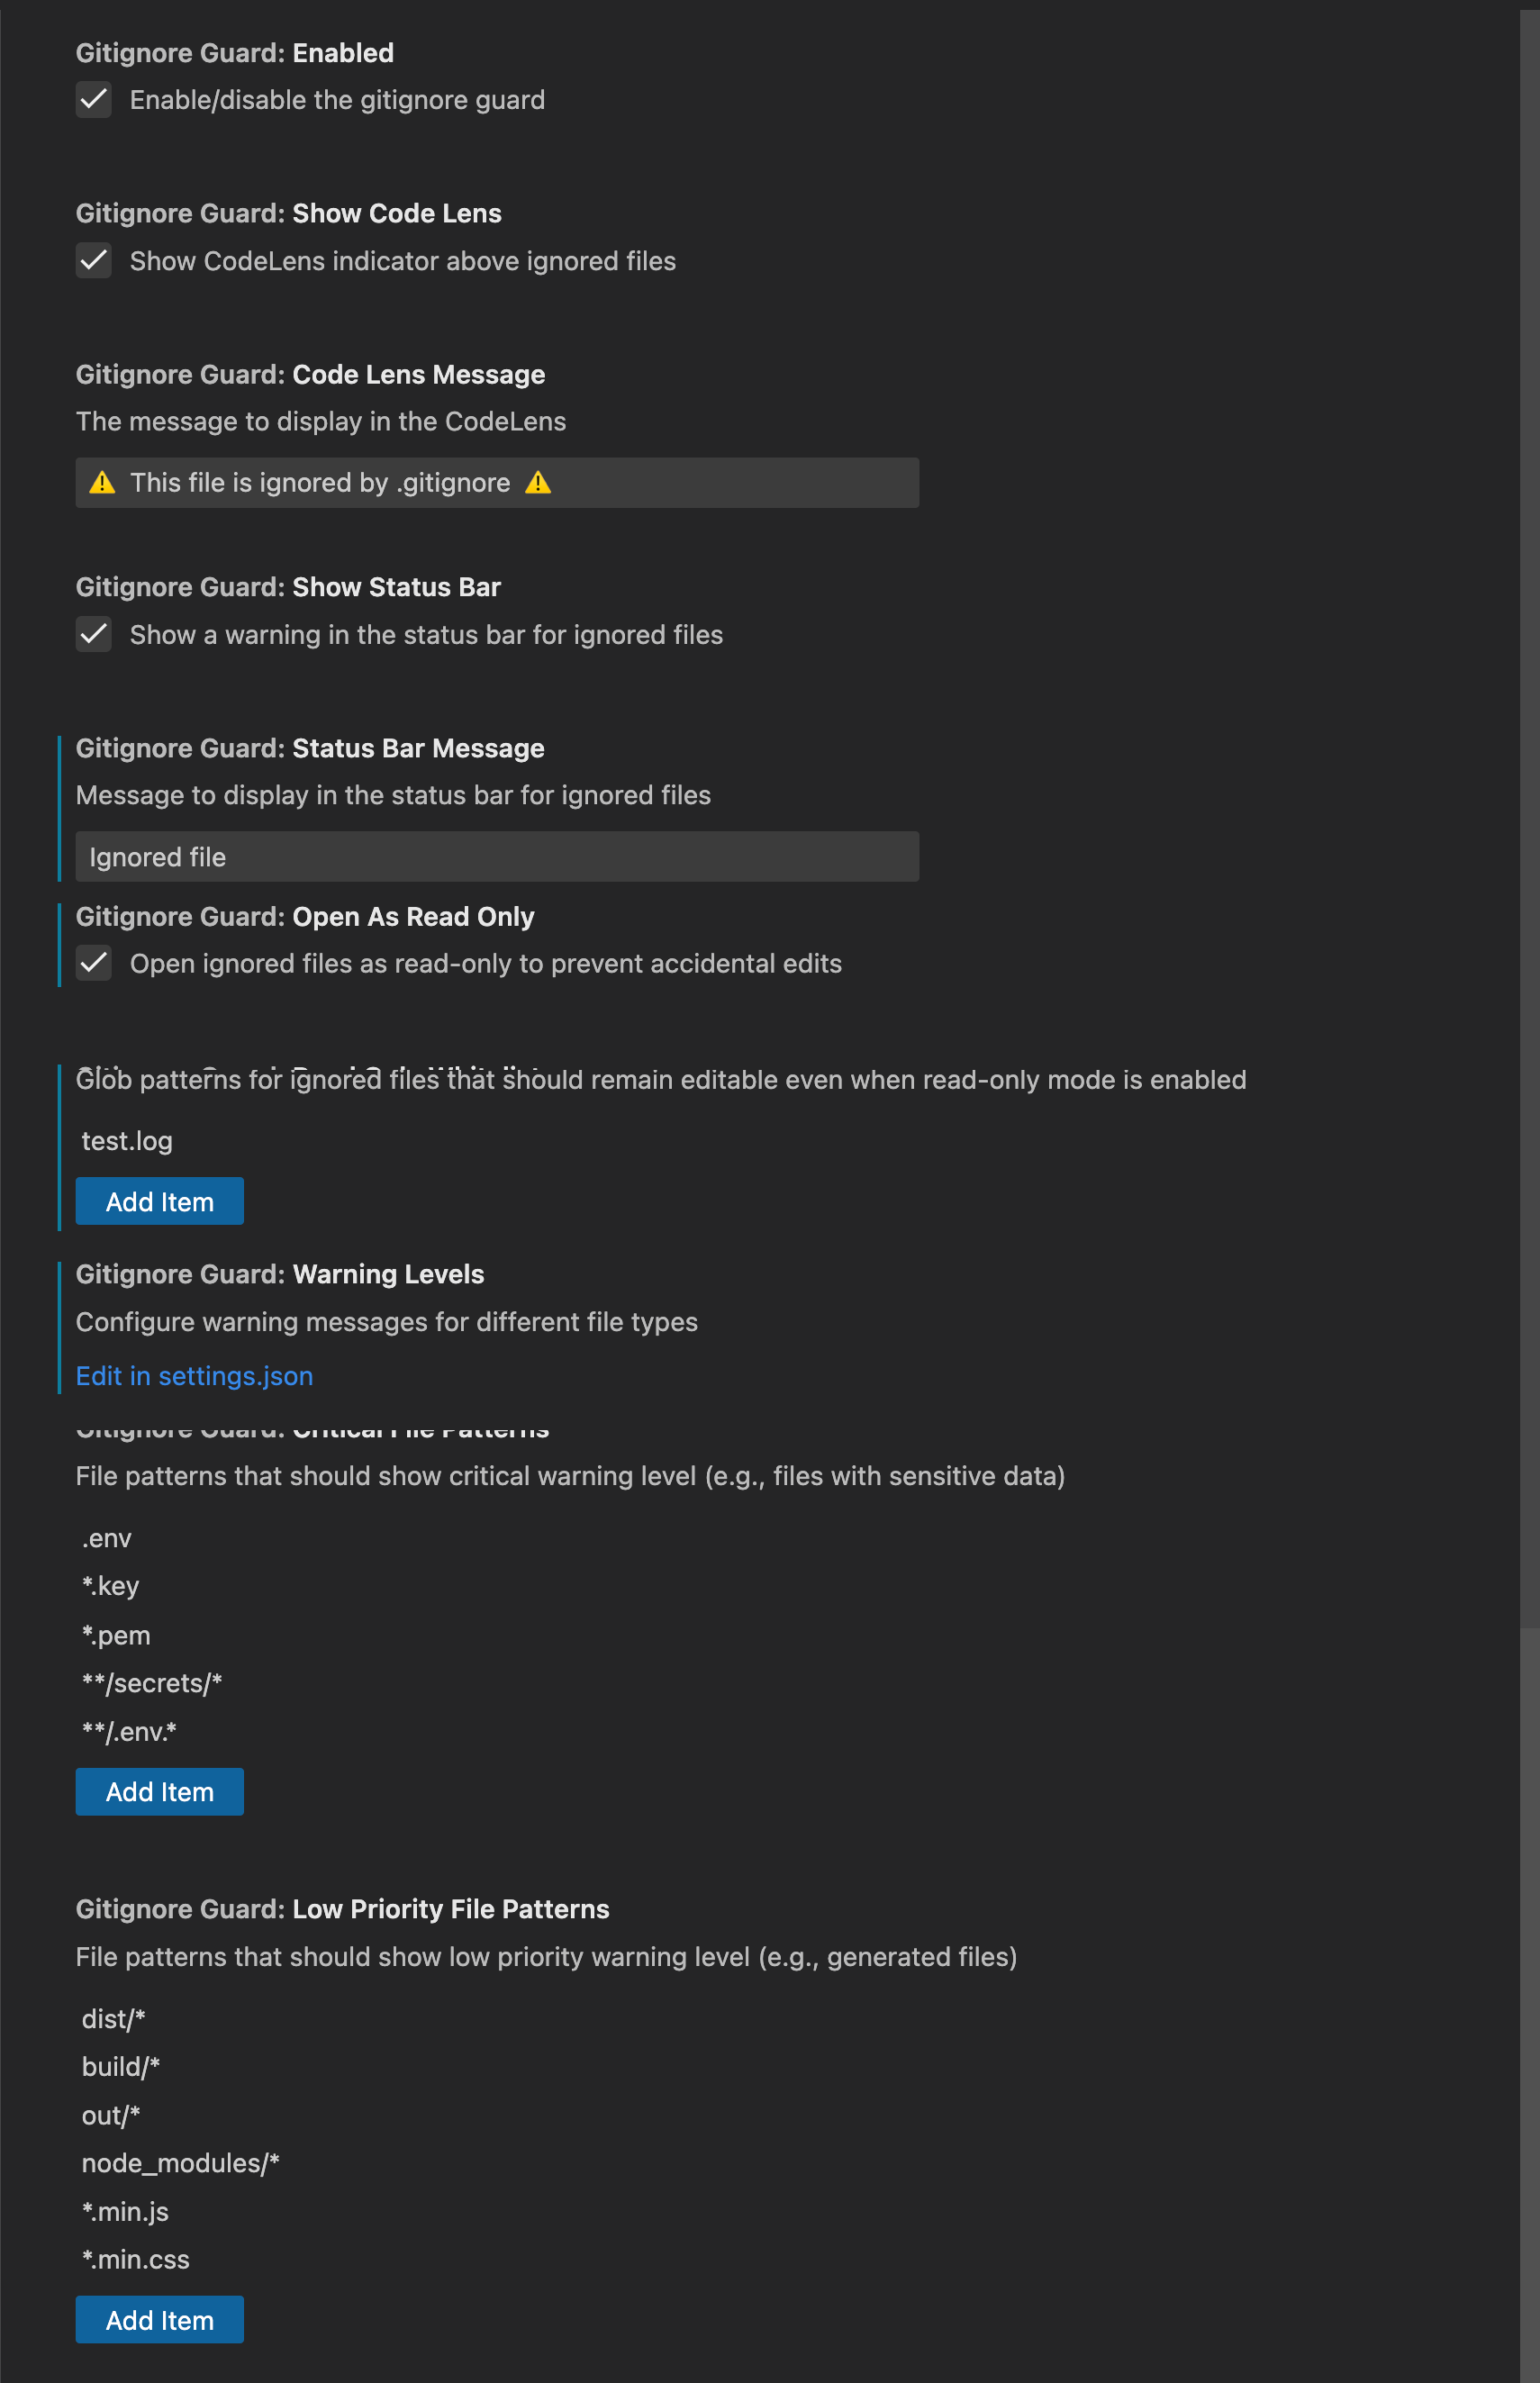 Gitignore Guard: Enabled
Enable/disable the gitignore guard
Gitignore Guard: Show Code Lens
Show CodeLens indicator above ignored files
Gitignore Guard: Code Lens Message
The message to display in the CodeLens
⚠️ This file is ignored by .gitignore ⚠️
Gitignore Guard: Show Status Bar
Show a warning in the status bar for ignored files
Gitignore Guard: Status Bar Message
Message to display in the status bar for ignored files
Ignored file
Gitignore Guard: Open As Read Only
Open ignored files as read-only to prevent accidental edits
Glob patterns for ignored files that should remain editable even when read-only mode is enabled
test.log
Add Item
Gitignore Guard: Warning Levels
Configure warning messages for different file types
Edit in settings.json
Gitignore Guard: Critical File Patterns
File patterns that should show critical warning level (e.g., files with sensitive data)
.env
*.key
*.pem
**/secrets/*
**/.env.*
Add Item
Gitignore Guard: Low Priority File Patterns
File patterns that should show low priority warning level (e.g., generated files)
dist/*
build/*
out/*
node_modules/*
*.min.js
*.min.css
Add Item